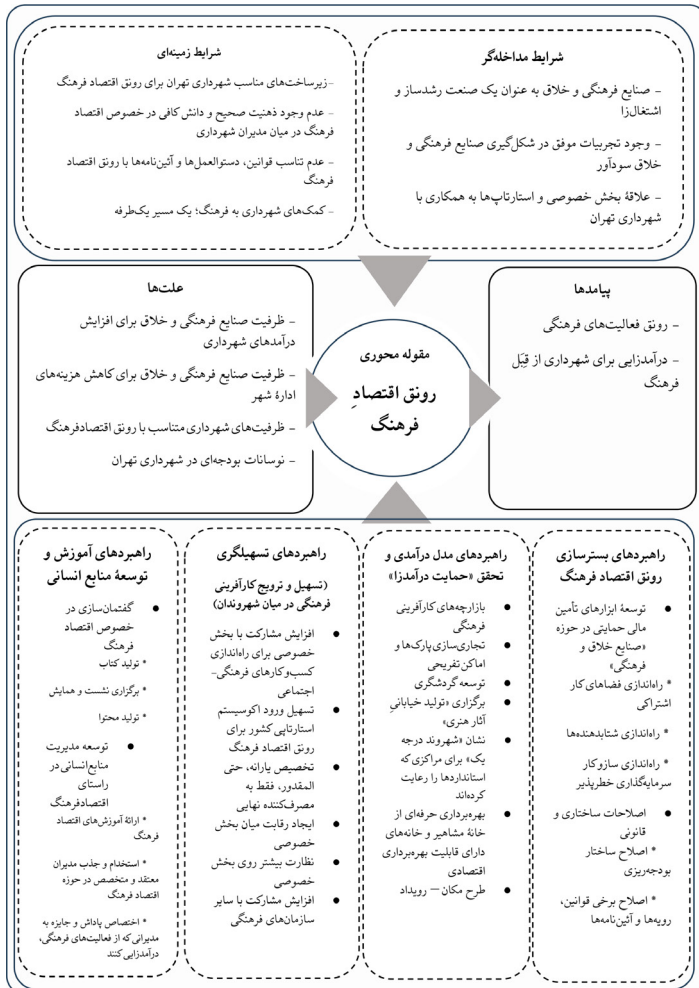 شرایط مداخله‌گر
- صنایع فرهنگی و خلاق به عنوان یک صنعت رشدساز و
اشتغال‌زا
- وجود تجربیات موفق در شکل‌گیری صنایع فرهنگی و
خلاق سودآور
- علاقۀ بخش خصوصی و استارتاپ‌ها به همکاری با
شهرداری تهران
شرایط زمینه‌ای
-زیرساخت‌های مناسب شهرداری تهران برای رونق اقتصاد فرهنگ
- عدم وجود ذهنیت صحیح و دانش کافی در خصوص اقتصاد
فرهنگ در میان مدیران شهرداری
- عدم تناسب قوانین، دستوالعمل‌ها و آئین‌نامه‌ها با رونق اقتصاد
فرهنگ
- کمک‌های شهرداری به فرهنگ؛ یک مسیر یک‌طرفه
پیامدها
- رونق فعالیت‌های فرهنگی
- درآمدزایی برای شهرداری از قِبَل
فرهنگ
مقوله محوری
رونق اقتصادِ
فرهنگ
علت‌ها
- ظرفیت صنایع فرهنگی و خلاق برای افزایش
درآمدهای شهرداری
- ظرفیت صنایع فرهنگی و خلاق برای کاهش هزینه‌های
ادارۀ شهر
- ظرفیت‌های شهرداری متناسب با رونق اقتصادفرهنگ
- نوسانات بودجه‌ای در شهرداری تهران
راهبردهای بسترسازی
رونق اقتصاد فرهنگ
● توسعۀ ابزارهای تأمین
مالی حمایتی در حوزه
«صنایع خلاق و
فرهنگی»
* راه‌اندازی فضاهای کار
اشتراکی
* راه‌اندازی شتابدهنده‌ها
* راه‌اندازی سازوکار
سرمایه‌گذاری خطرپذیر
● اصلاحات ساختاری و
قانونی
* اصلاح ساختار
بودجه‌ریزی
* اصلاح برخی قوانین،
رویه‌ها و آئین‌نامه‌ها
راهبردهای مدل درآمدی و
تحقق «حمایت درآمدزا»
● بازارچه‌های کارآفرینی
فرهنگی
● تجاری‌سازی پارک‌ها و
اماکن تفریحی
● توسعه گردشگری
● برگزاری «تولید خیابانیِ
آثار هنری»
● نشان «شهروند درجه
یک» برای مراکزی که
استانداردها را رعایت
کرده‌اند
● بهره‌برداری حرفه‌ای از
خانۀ مشاهیر و خانه‌های
دارای قابلیت بهره‌برداری
اقتصادی
● طرح مکان – رویداد
راهبردهای تسهیلگری
(تسهیل و ترویج کارآفرینی
فرهنگی در میان شهروندان)
● افزایش مشارکت با بخش
خصوصی برای راه‌اندازی
کسب‌وکارهای فرهنگی-
اجتماعی
● تسهیل ورود اکوسیستم
استارتاپی کشور برای
رونق اقتصاد فرهنگ
● تخصیص یارانه، حتی
المقدور، فقط به
مصرف‌کننده نهایی
● ایجاد رقابت میان بخش
خصوصی
● نظارت بیشتر روی بخش
خصوصی
● افزایش مشارکت با سایر
سازمان‌های فرهنگی
راهبردهای آموزش و
توسعۀ منابع انسانی
● گفتمان‌سازی در
خصوص اقتصاد
فرهنگ
* تولید کتاب
* برگزاری نشست و همایش
* تولید محتوا
● توسعه مدیریت
منابع‌انسانی در
راستای
اقتصادفرهنگ
* ارائۀ آموزش‌های اقتصاد
فرهنگ
* استخدام و جذب مدیران
معتقد و متخصص در حوزه
اقتصاد فرهنگ
* اختصاص پاداش و جایزه به
مدیرانی که از فعالیت‌های فرهنگی،
درآمدزایی‌کنند